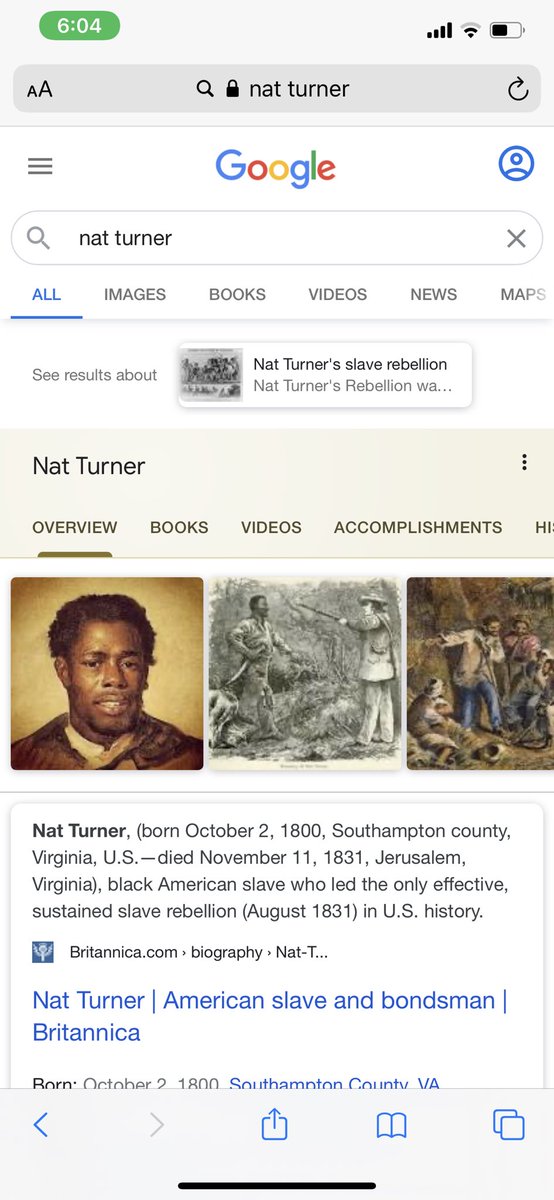 6:04
AA nat turner
Google
nat turner
ALL IMAGES BOOKS VIDEOS NEWS MAPS
See results about
Nat Turner's slave rebellion
Nat Turner's Rebellion wa...
Nat Turner
OVERVIEW BOOKS VIDEOS ACCOMPLISHMENTS HI
Nat Turner, (born October 2, 1800, Southampton county,
Virginia, U.S.—died November 11, 1831, Jerusalem,
Virginia), black American slave who led the only effective,
sustained slave rebellion (August 1831) in U.S. history.
Britannica.com › biography › Nat-T...
Nat Turner | American slave and bondsman |
Britannica
Born: October 2, 1800, Southampton County, VA